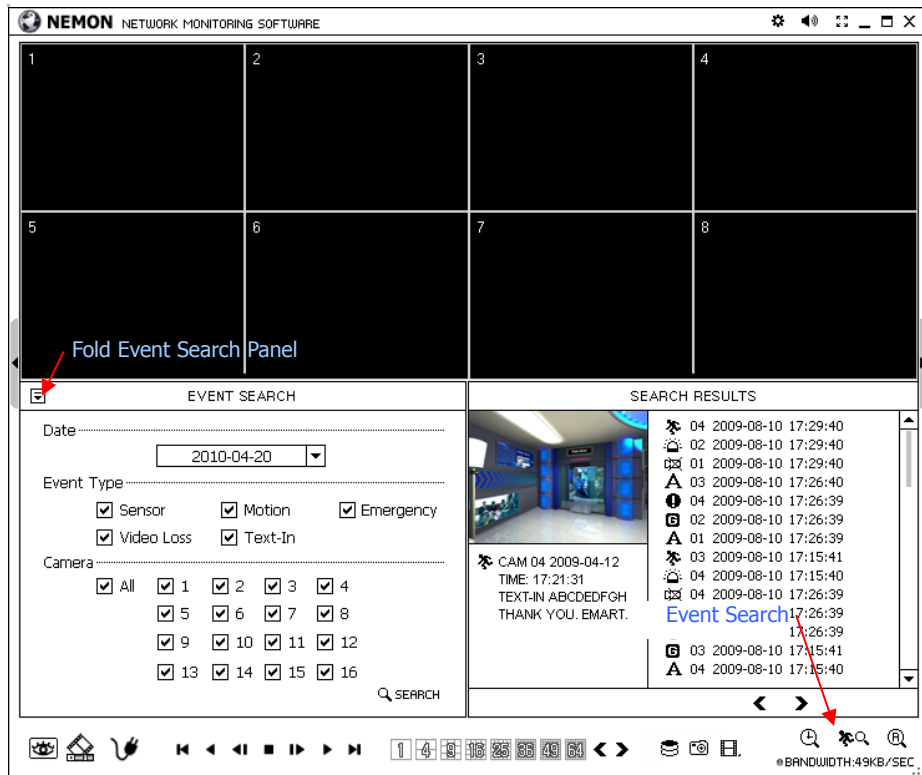 NEMON NETWORK MONITORING SOFTWARE
1 2 3 4
5 6 7 8
Fold Event Search Panel
EVENT SEARCH
Date
2010-04-20
Event Type
Sensor Motion Emergency
Video Loss Text-In
Camera
All 1 2 3 4
5 6 7 8
9 10 11 12
13 14 15 16
SEARCH
SEARCH RESULTS
CAM 04 2009-04-12
TIME: 17:21:31
TEXT-IN ABCDEDFGH
THANK YOU. EMART.
04 2009-08-10 17:29:40
02 2009-08-10 17:29:40
01 2009-08-10 17:29:40
A 03 2009-08-10 17:26:40
04 2009-08-10 17:26:39
G 02 2009-08-10 17:26:39
A 01 2009-08-10 17:26:39
03 2009-08-10 17:15:41
04 2009-08-10 17:15:40
04 2009-08-10 17:26:39
Event Search 17:26:39
17:26:39
G 03 2009-08-10 17:15:41
A 04 2009-08-10 17:15:40
1 4 9 16 25 36 49 64
R
BANDWIDTH:49KB/SEC